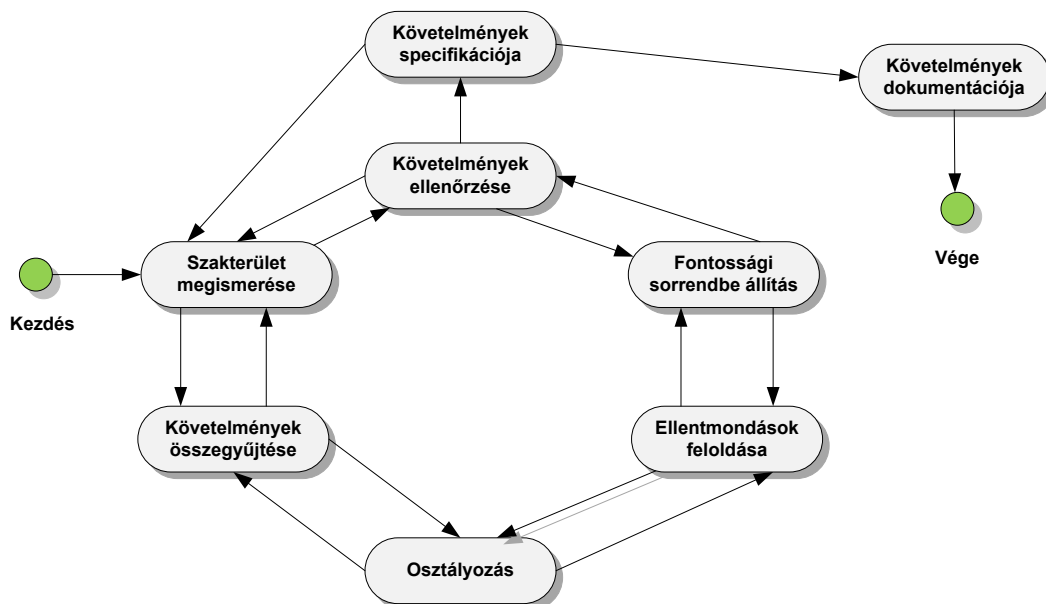 Követelmények
specifikációja
Követelmények
dokumentációja
Követelmények
ellenőrzése
Szakterület
megismerése
Fontossági
sorrendbe állítás
Vége
Kezdés
Követelmények
összegyűjtése
Ellentmondások
feloldása
Osztályozás